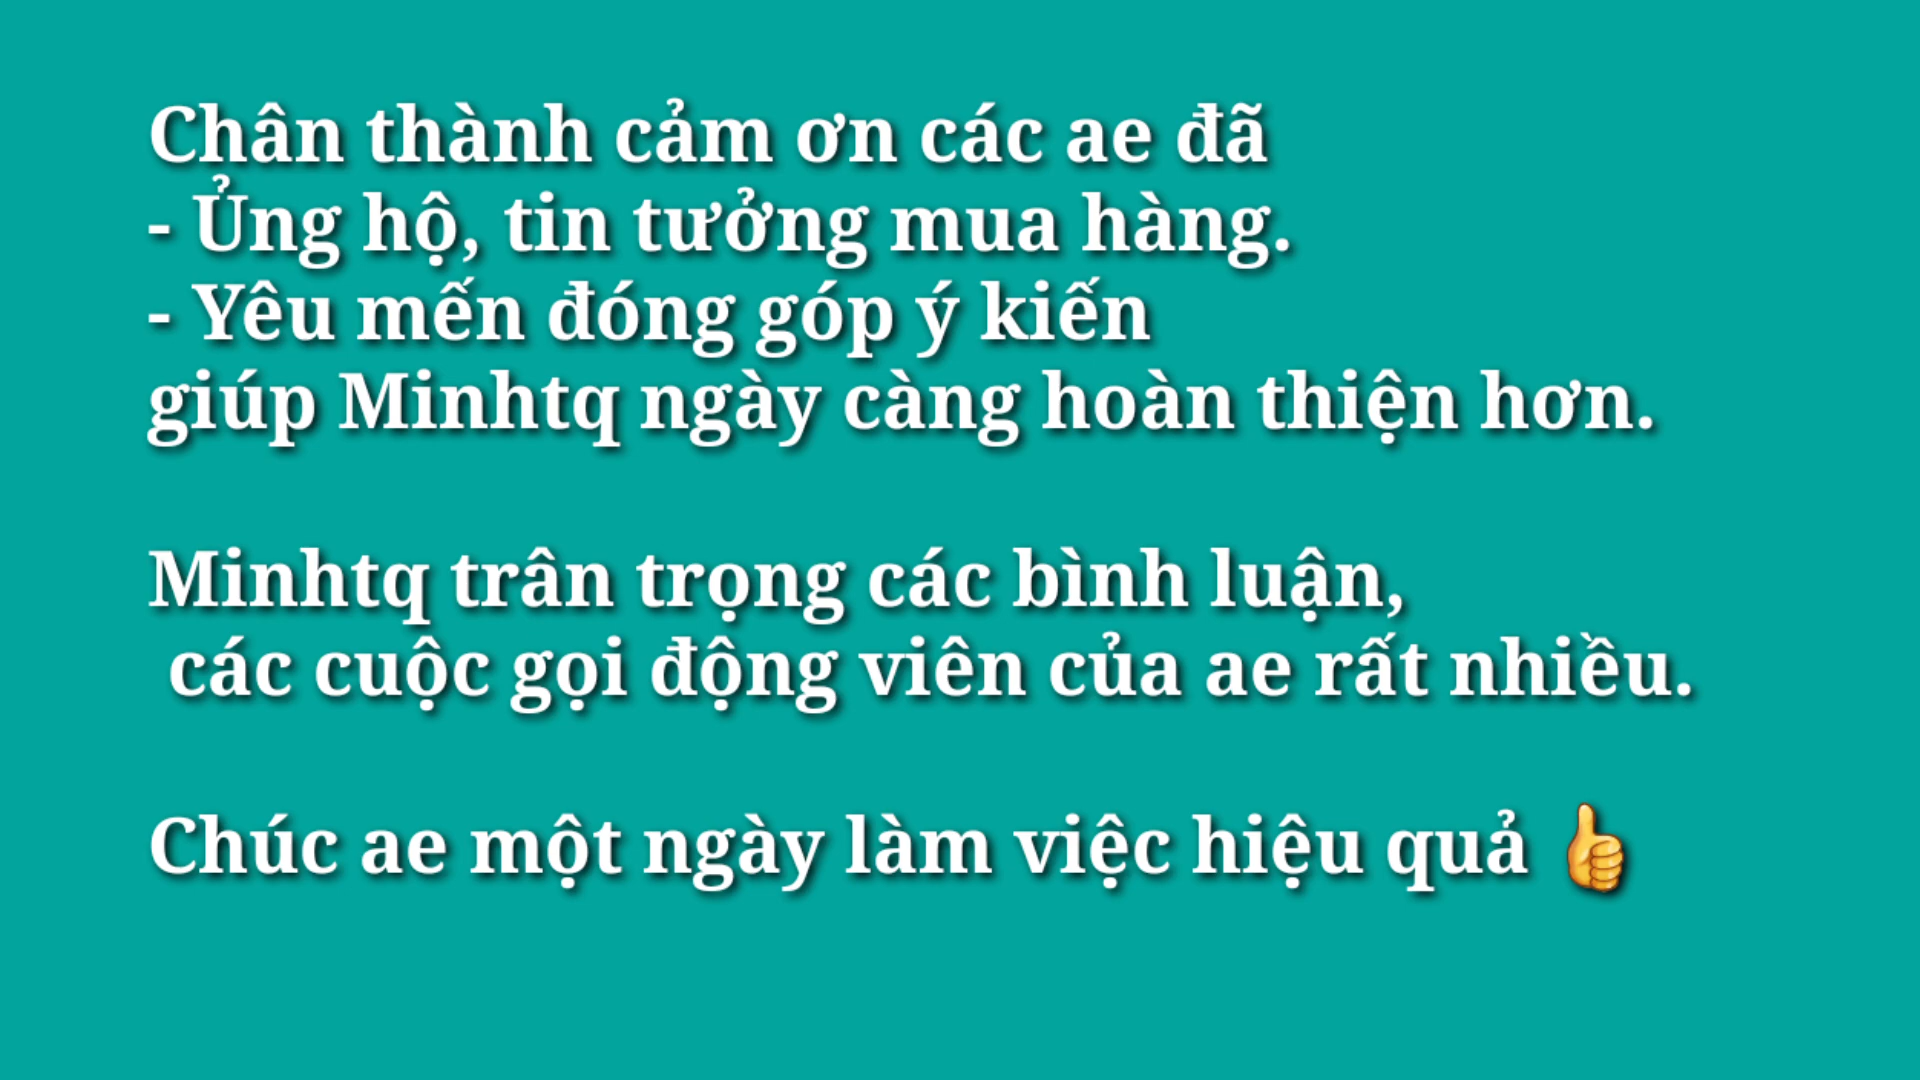 Chân thành cảm ơn các ae đã
- Ủng hộ, tin tưởng mua hàng.
- Yêu mến đóng góp ý kiến
giúp Minhtq ngày càng hoàn thiện hơn.
Minhtq trân trọng các bình luận,
các cuộc gọi động viên của ae rất nhiều.
Chúc ae một ngày làm việc hiệu quả 👍